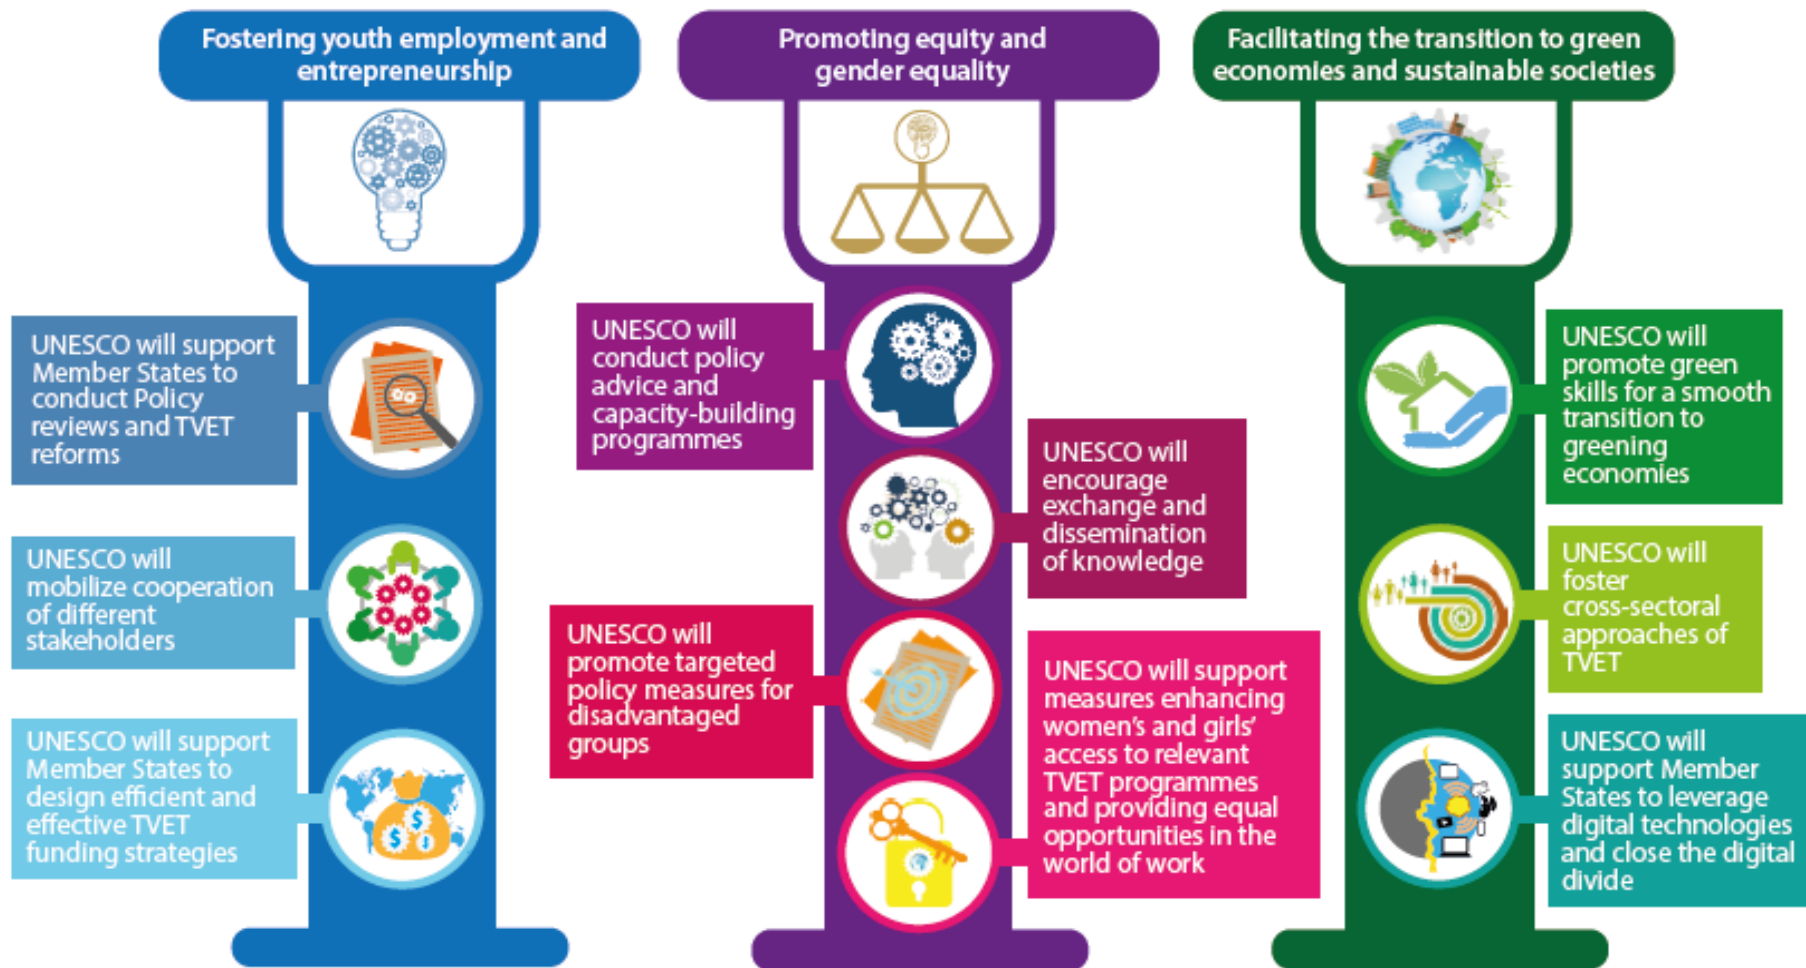 Fostering youth employment and
entrepreneurship
UNESCO will support
Member States to
conduct Policy
reviews and TVET
reforms
UNESCO will
mobilize cooperation
of different
stakeholders
UNESCO will support
Member States to
design efficient and
effective TVET
funding strategies
Promoting equity and
gender equality
UNESCO will
conduct policy
advice and
capacity-building
programmes
UNESCO will
encourage
exchange and
dissemination
of knowledge
UNESCO will
promote targeted
policy measures for
disadvantaged
groups
UNESCO will support
measures enhancing
women's and girls'
access to relevant
TVET programmes
and providing equal
opportunities in the
world of work
Facilitating the transition to green
economies and sustainable societies
UNESCO will
promote green
skills for a smooth
transition to
greening
economies
UNESCO will
foster
cross-sectoral
approaches of
TVET
UNESCO will
support Member
States to leverage
digital technologies
and close the digital
divide